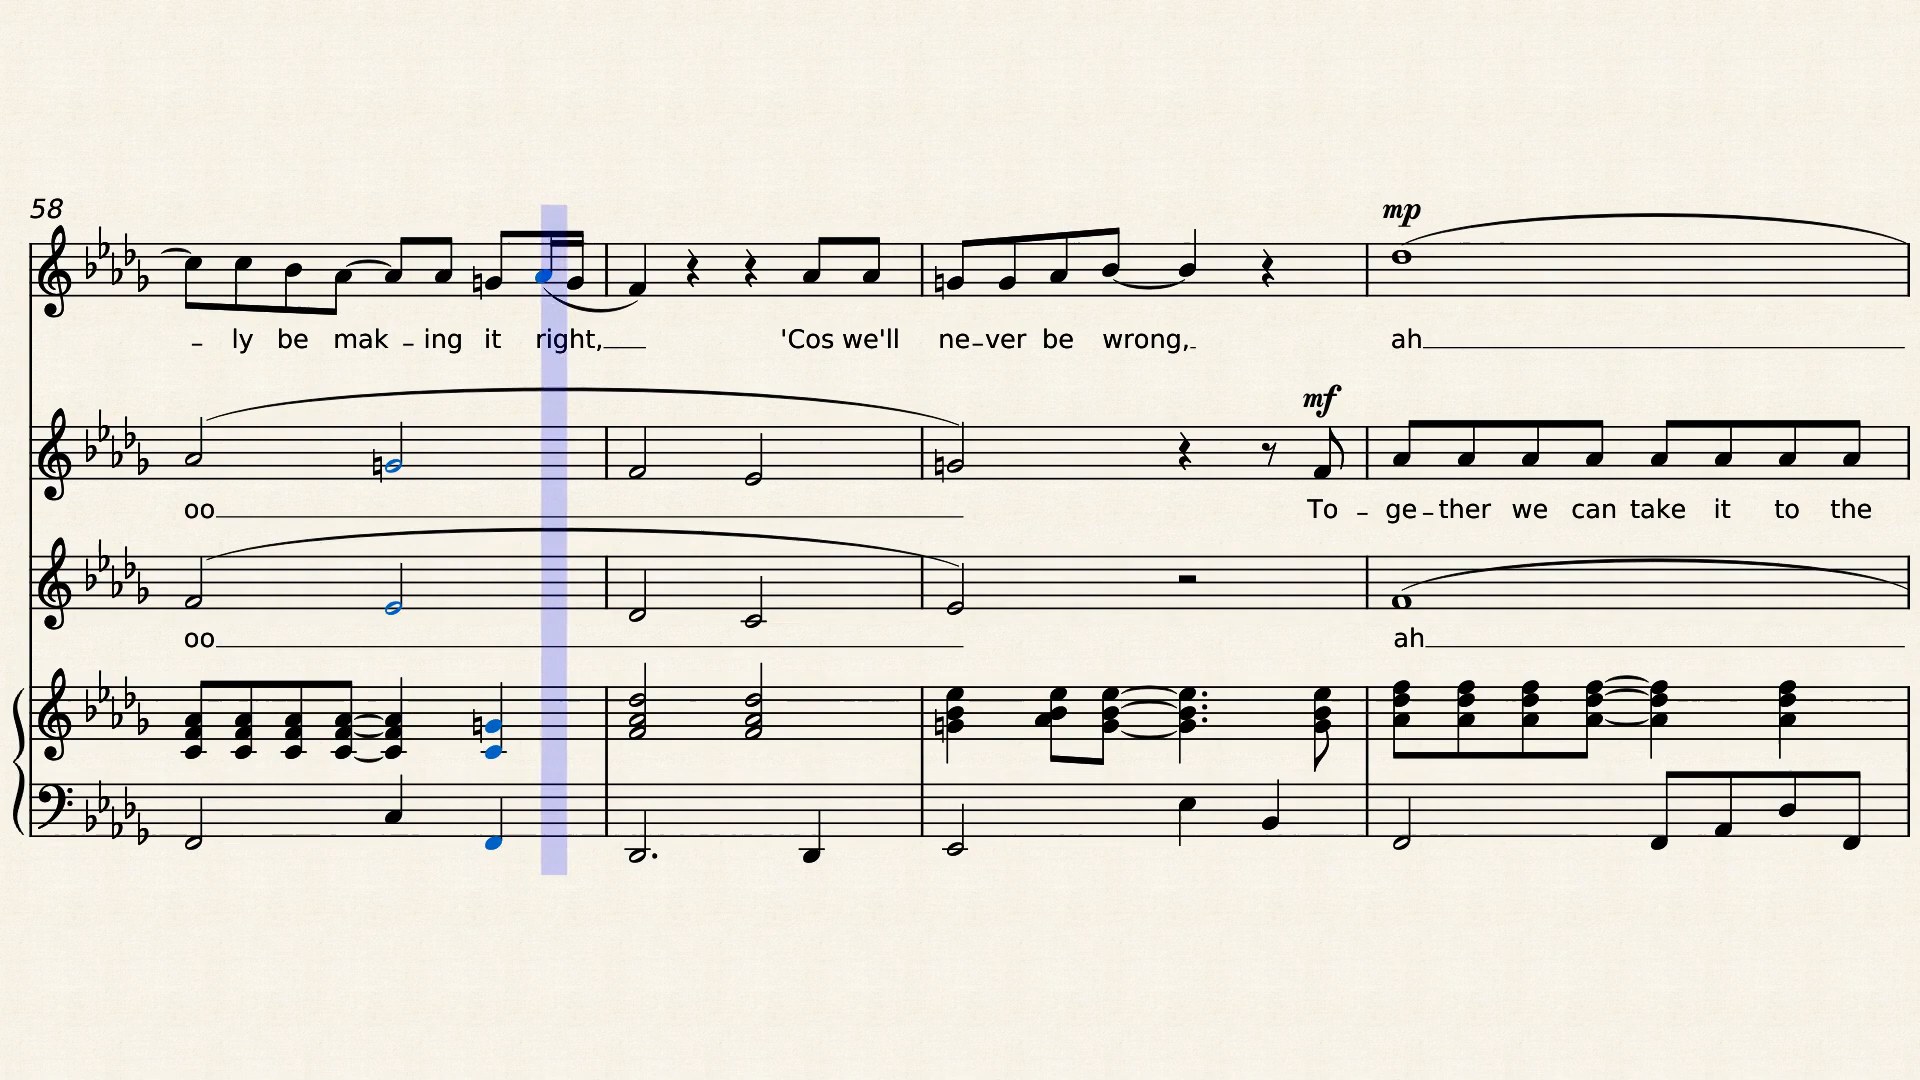 58
mp
- ly be mak - ing it right, 'Cos we'll ne-ver be wrong, ah
mf
oo To - ge - ther we can take it to the
oo ah